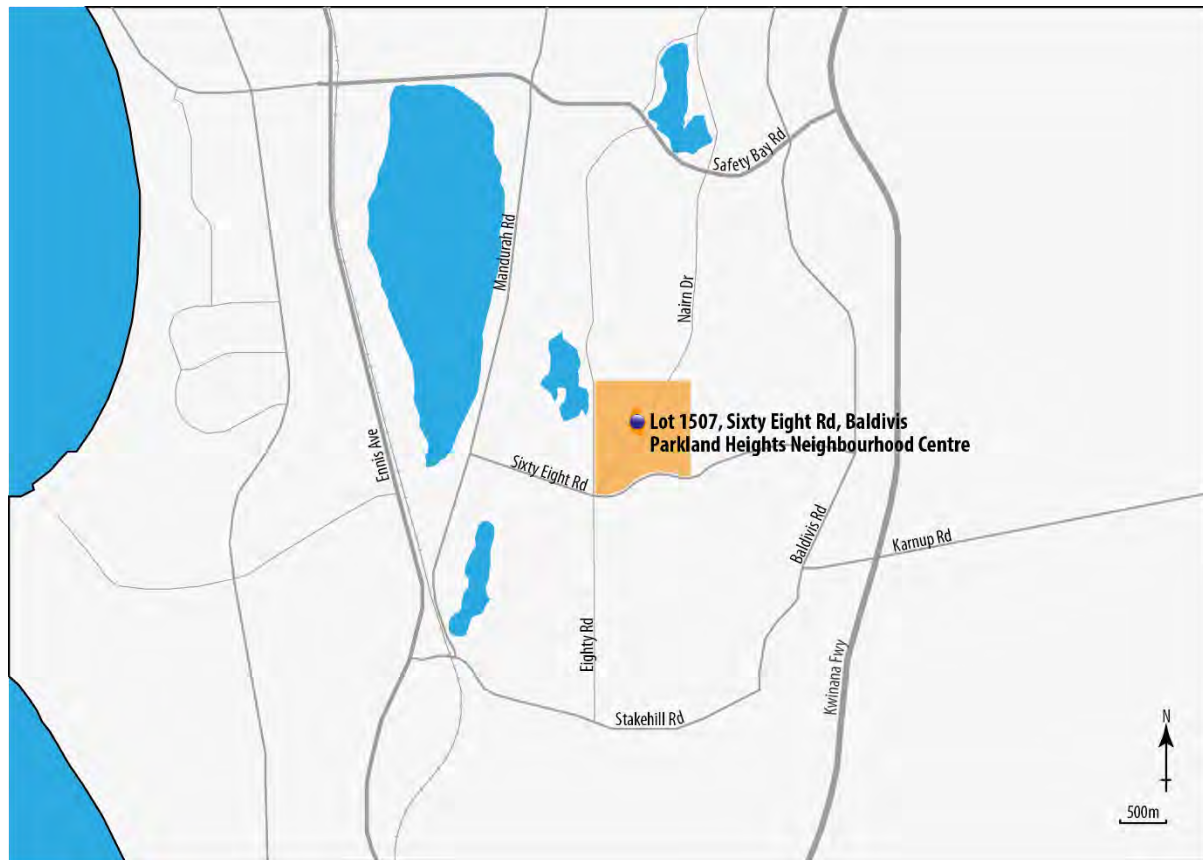 Safety Bay Rd
Mandurah Rd
Nairn Dr
Lot 1507, Sixty Eight Rd, Baldivis
Parkland Heights Neighbourhood Centre
Ennis Ave
Sixty Eight Rd
Baldivis Rd
Karnup Rd
Eighty Rd
Kwinana Fwy
Stakehill Rd
N
500m